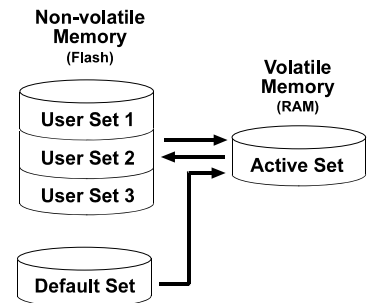 Non-volatile
Memory
(Flash)
User Set 1
User Set 2
User Set 3
Default Set
Volatile
Memory
(RAM)
Active Set